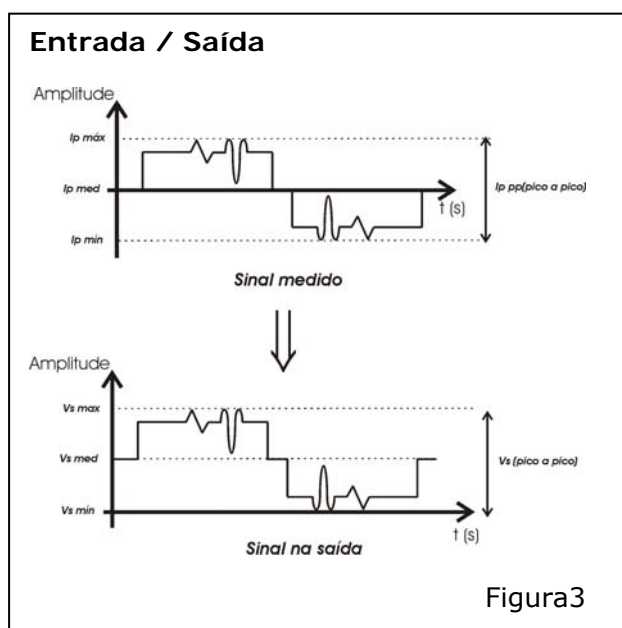 Entrada / Saída
Amplitude
Ip máx
Ip med
Ip min
t (s)
Ip pp(pico a pico)
Sinal medido
Amplitude
Vs max
Vs med
Vs min
t (s)
Vs (pico a pico)
Sinal na saída
Figura3